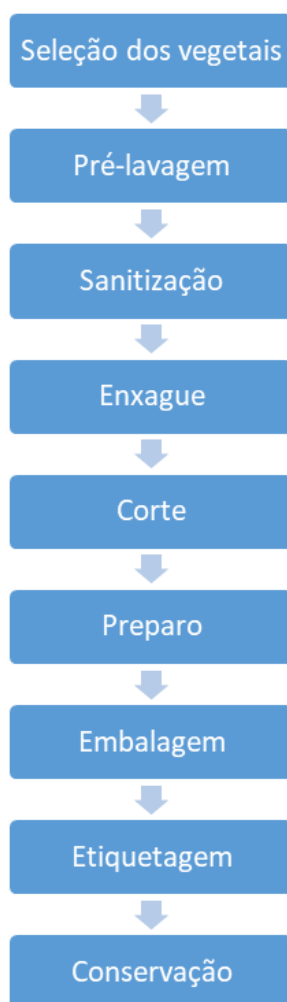 Seleção dos vegetais
Pré-lavagem
Sanitização
Enxague
Corte
Preparo
Embalagem
Etiquetagem
Conservação